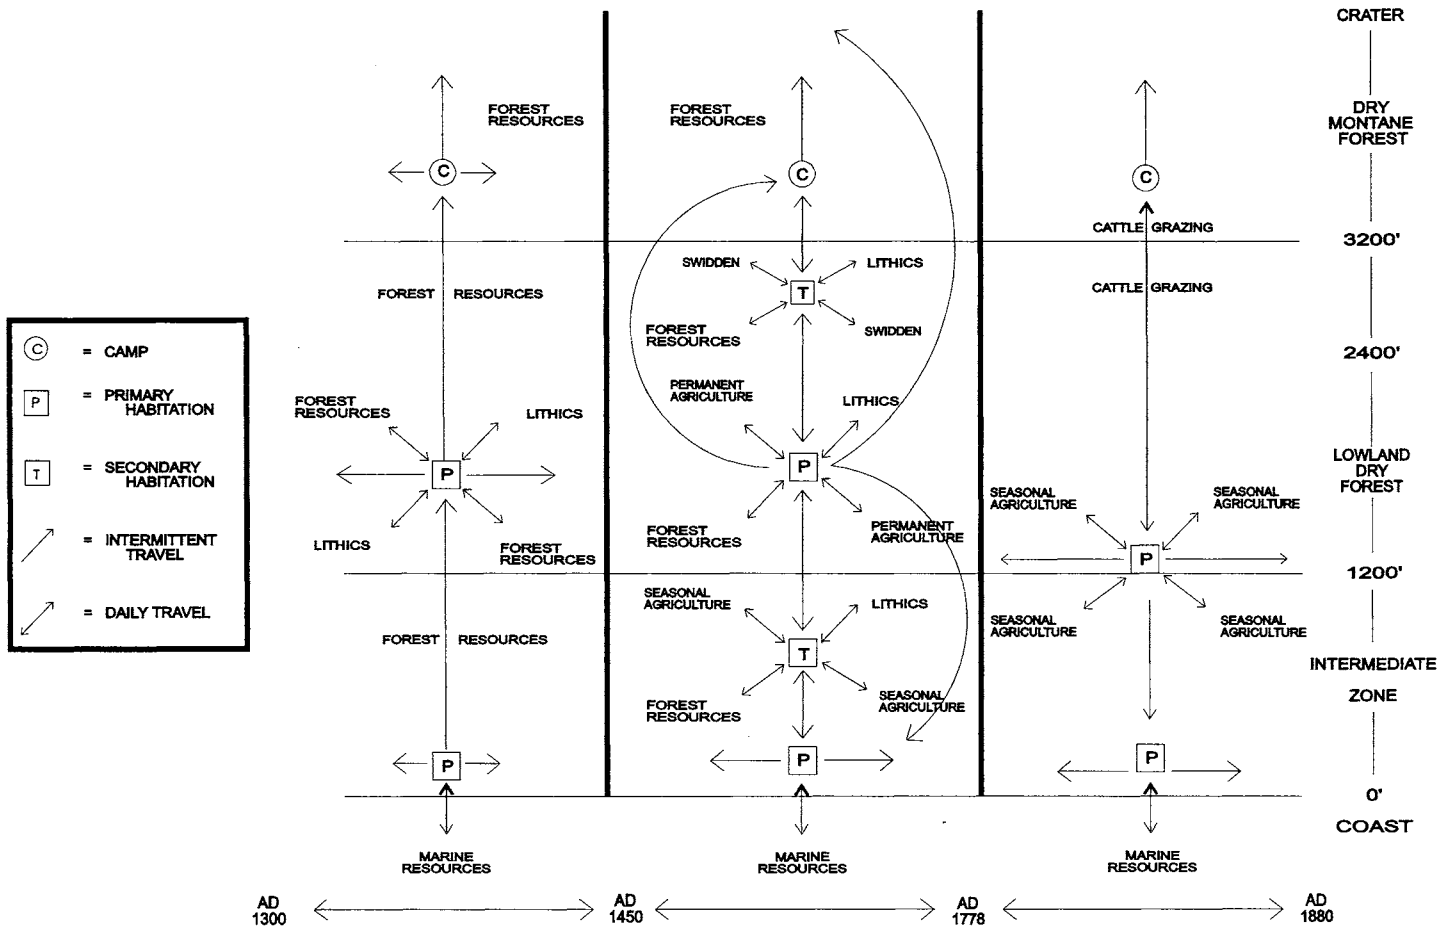 CRATER
FOREST
RESOURCES
FOREST
RESOURCES
DRY
MONTANE
FOREST
C
C
C
CATTLE GRAZING
3200'
SWIDDEN
LITHICS
FOREST RESOURCES
T
CATTLE GRAZING
FOREST
RESOURCES
SWIDDEN
2400'
C
= CAMP
P
= PRIMARY
HABITATION
T
= SECONDARY
HABITATION
= INTERMITTENT
TRAVEL
= DAILY TRAVEL
FOREST
RESOURCES
LITHICS
P
LITHICS
FOREST
RESOURCES
PERMANENT
AGRICULTURE
LITHICS
P
FOREST
RESOURCES
PERMANENT
AGRICULTURE
LOWLAND
DRY
FOREST
SEASONAL
AGRICULTURE
SEASONAL
AGRICULTURE
P
1200'
SEASONAL
AGRICULTURE
SEASONAL
AGRICULTURE
FOREST RESOURCES
SEASONAL
AGRICULTURE
LITHICS
T
FOREST
RESOURCES
SEASONAL
AGRICULTURE
INTERMEDIATE
ZONE
P
P
P
0'
COAST
MARINE
RESOURCES
MARINE
RESOURCES
MARINE
RESOURCES
AD
1300
AD
1450
AD
1778
AD
1880